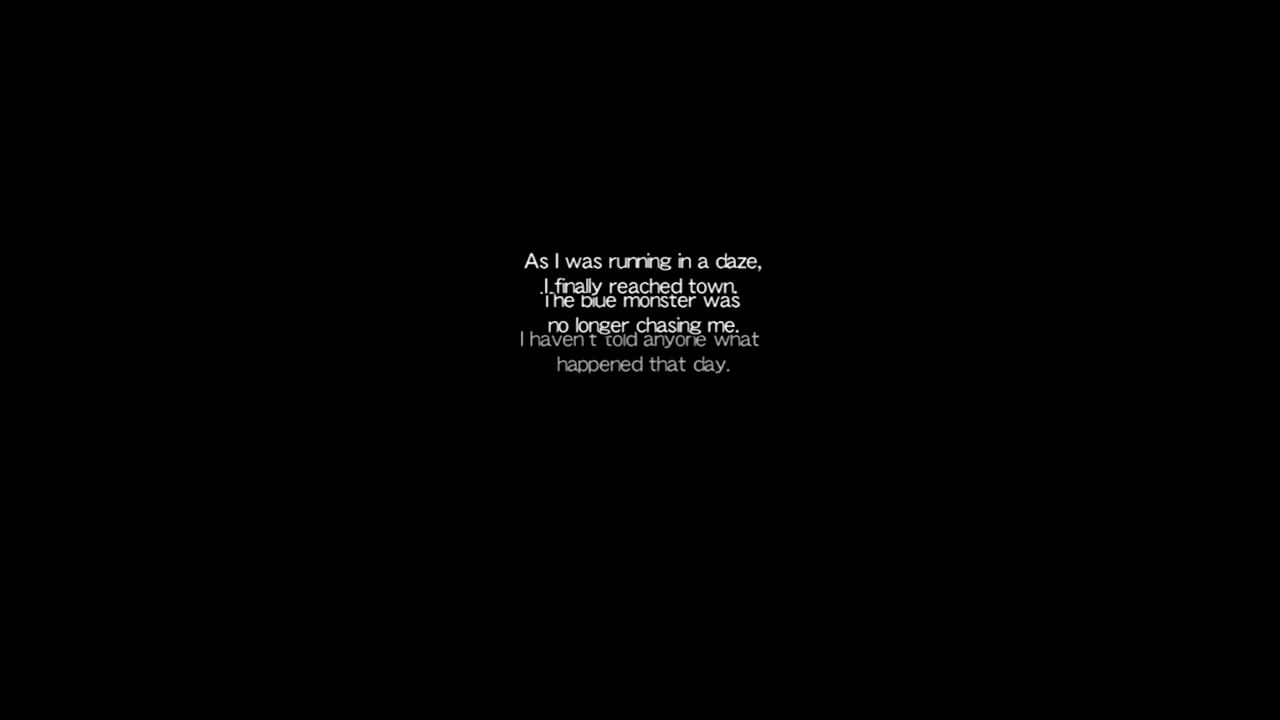 As I was running in a daze,
I finally reached town.
The blue monster was
no longer chasing me.
I haven't told anyone what
happened that day.